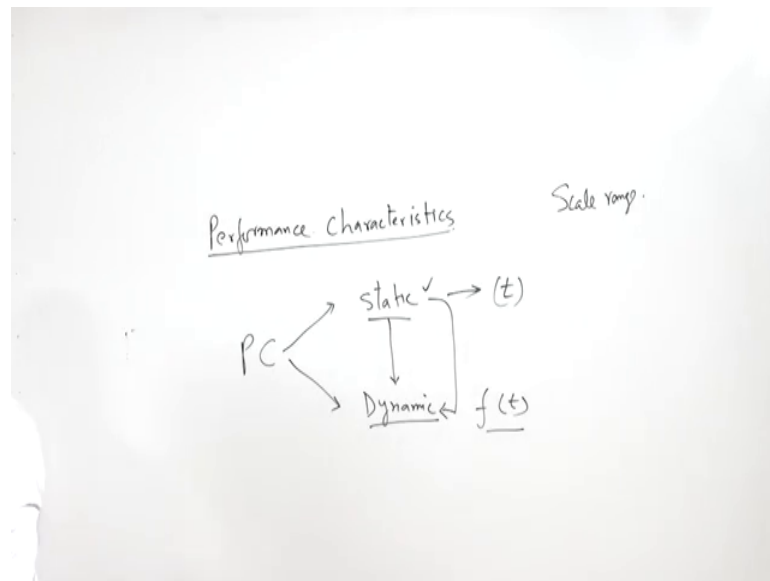 Scale range.
Performance Characteristics
Static ✓ → (t)
PC
Dynamic f(t)